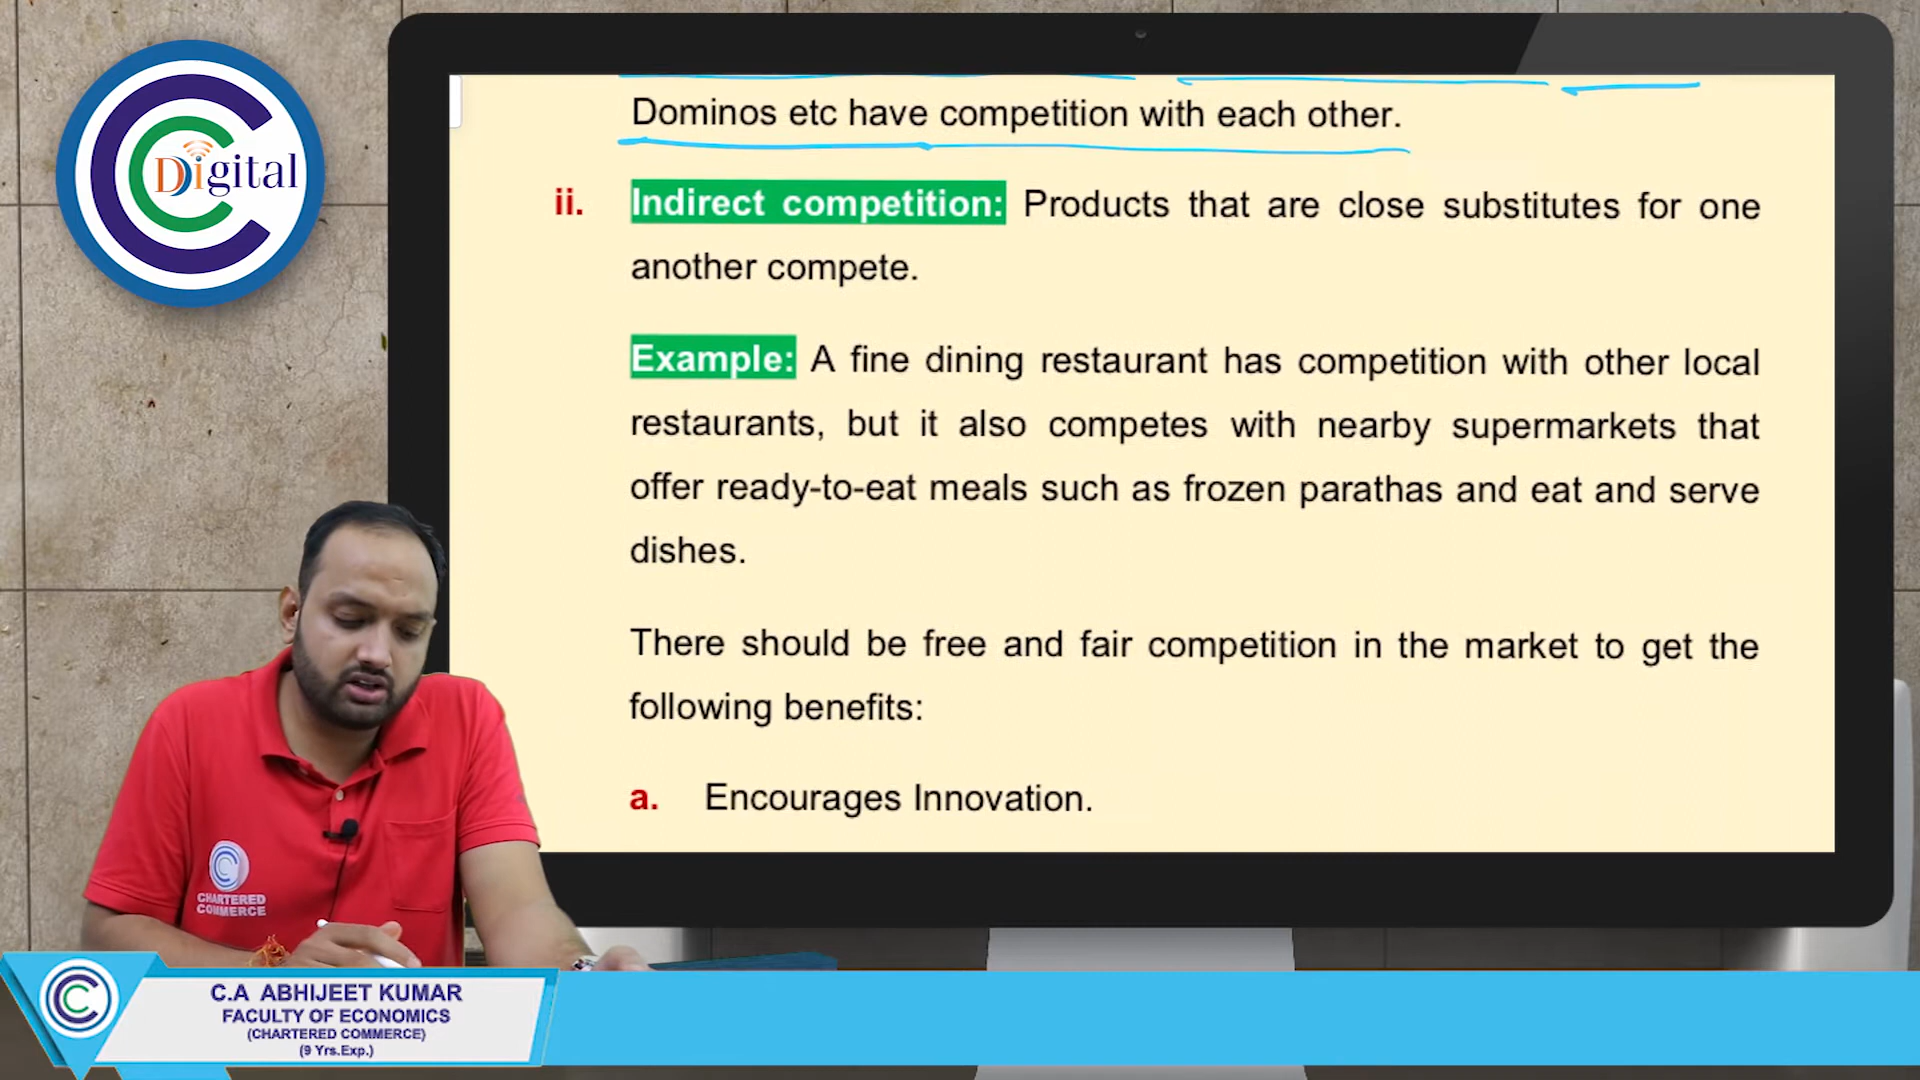 Digital
Dominos etc have competition with each other.
ii. Indirect competition: Products that are close substitutes for one
another compete.
Example: A fine dining restaurant has competition with other local
restaurants, but it also competes with nearby supermarkets that
offer ready-to-eat meals such as frozen parathas and eat and serve
dishes.
There should be free and fair competition in the market to get the
following benefits:
a. Encourages Innovation.
CHARTERED
COMMERCE
C.A ABHIJEET KUMAR
FACULTY OF ECONOMICS
(CHARTERED COMMERCE)
(9 Yrs.Exp.)